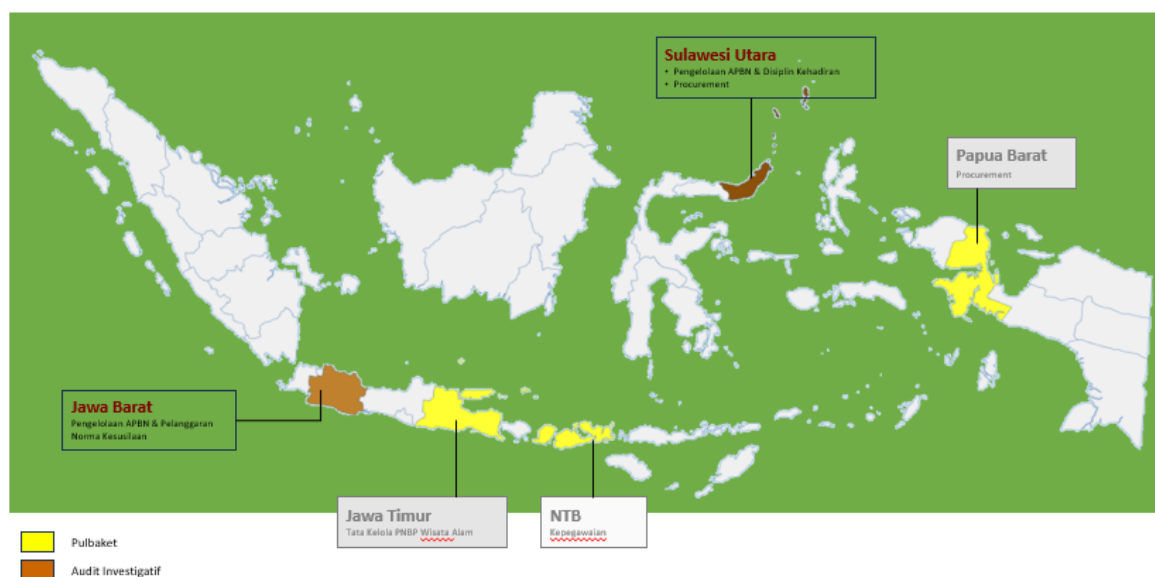 Sulawesi Utara
• Pengelolaan APBN & Disiplin Kehadiran
• Procurement
Papua Barat
Procurement
Jawa Barat
Pengelolaan APBN & Pelanggaran
Norma Kesusilaan
Jawa Timur
Tata Kelola PNBP Wisata Alam
NTB
Kepegawaian
Pulbaket
Audit Investigatif